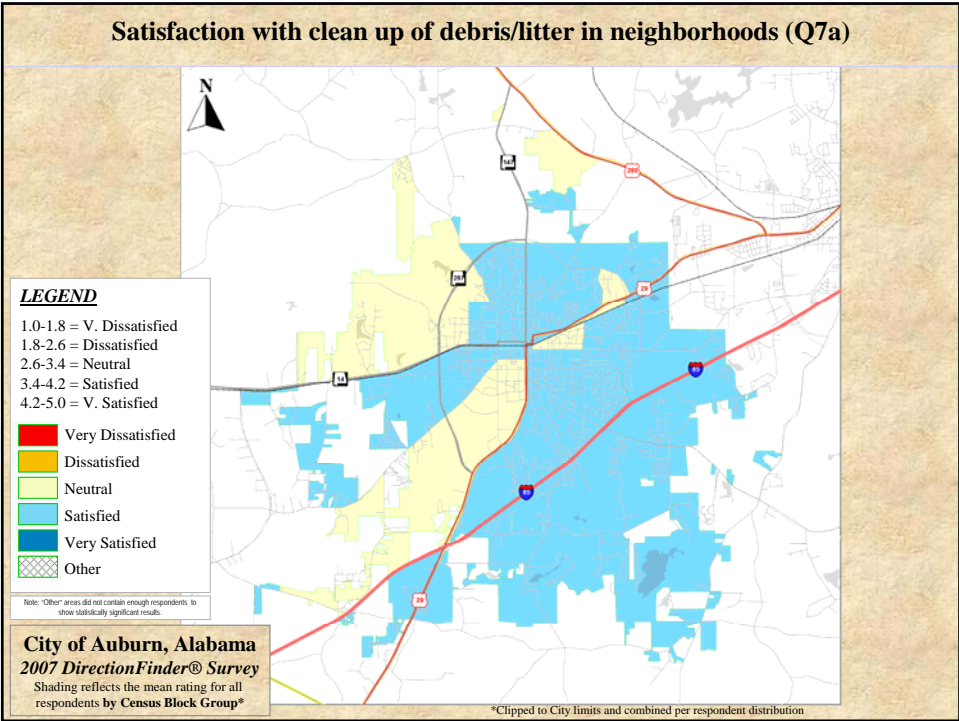 Satisfaction with clean up of debris/litter in neighborhoods (Q7a)
N
147
280
267
29
14
85
85
29
LEGEND
1.0-1.8 = V. Dissatisfied
1.8-2.6 = Dissatisfied
2.6-3.4 = Neutral
3.4-4.2 = Satisfied
4.2-5.0 = V. Satisfied
Very Dissatisfied
Dissatisfied
Neutral
Satisfied
Very Satisfied
Other
Note: "Other" areas did not contain enough respondents to
show statistically significant results.
City of Auburn, Alabama
2007 DirectionFinder® Survey
Shading reflects the mean rating for all
respondents by Census Block Group*
*Clipped to City limits and combined per respondent distribution